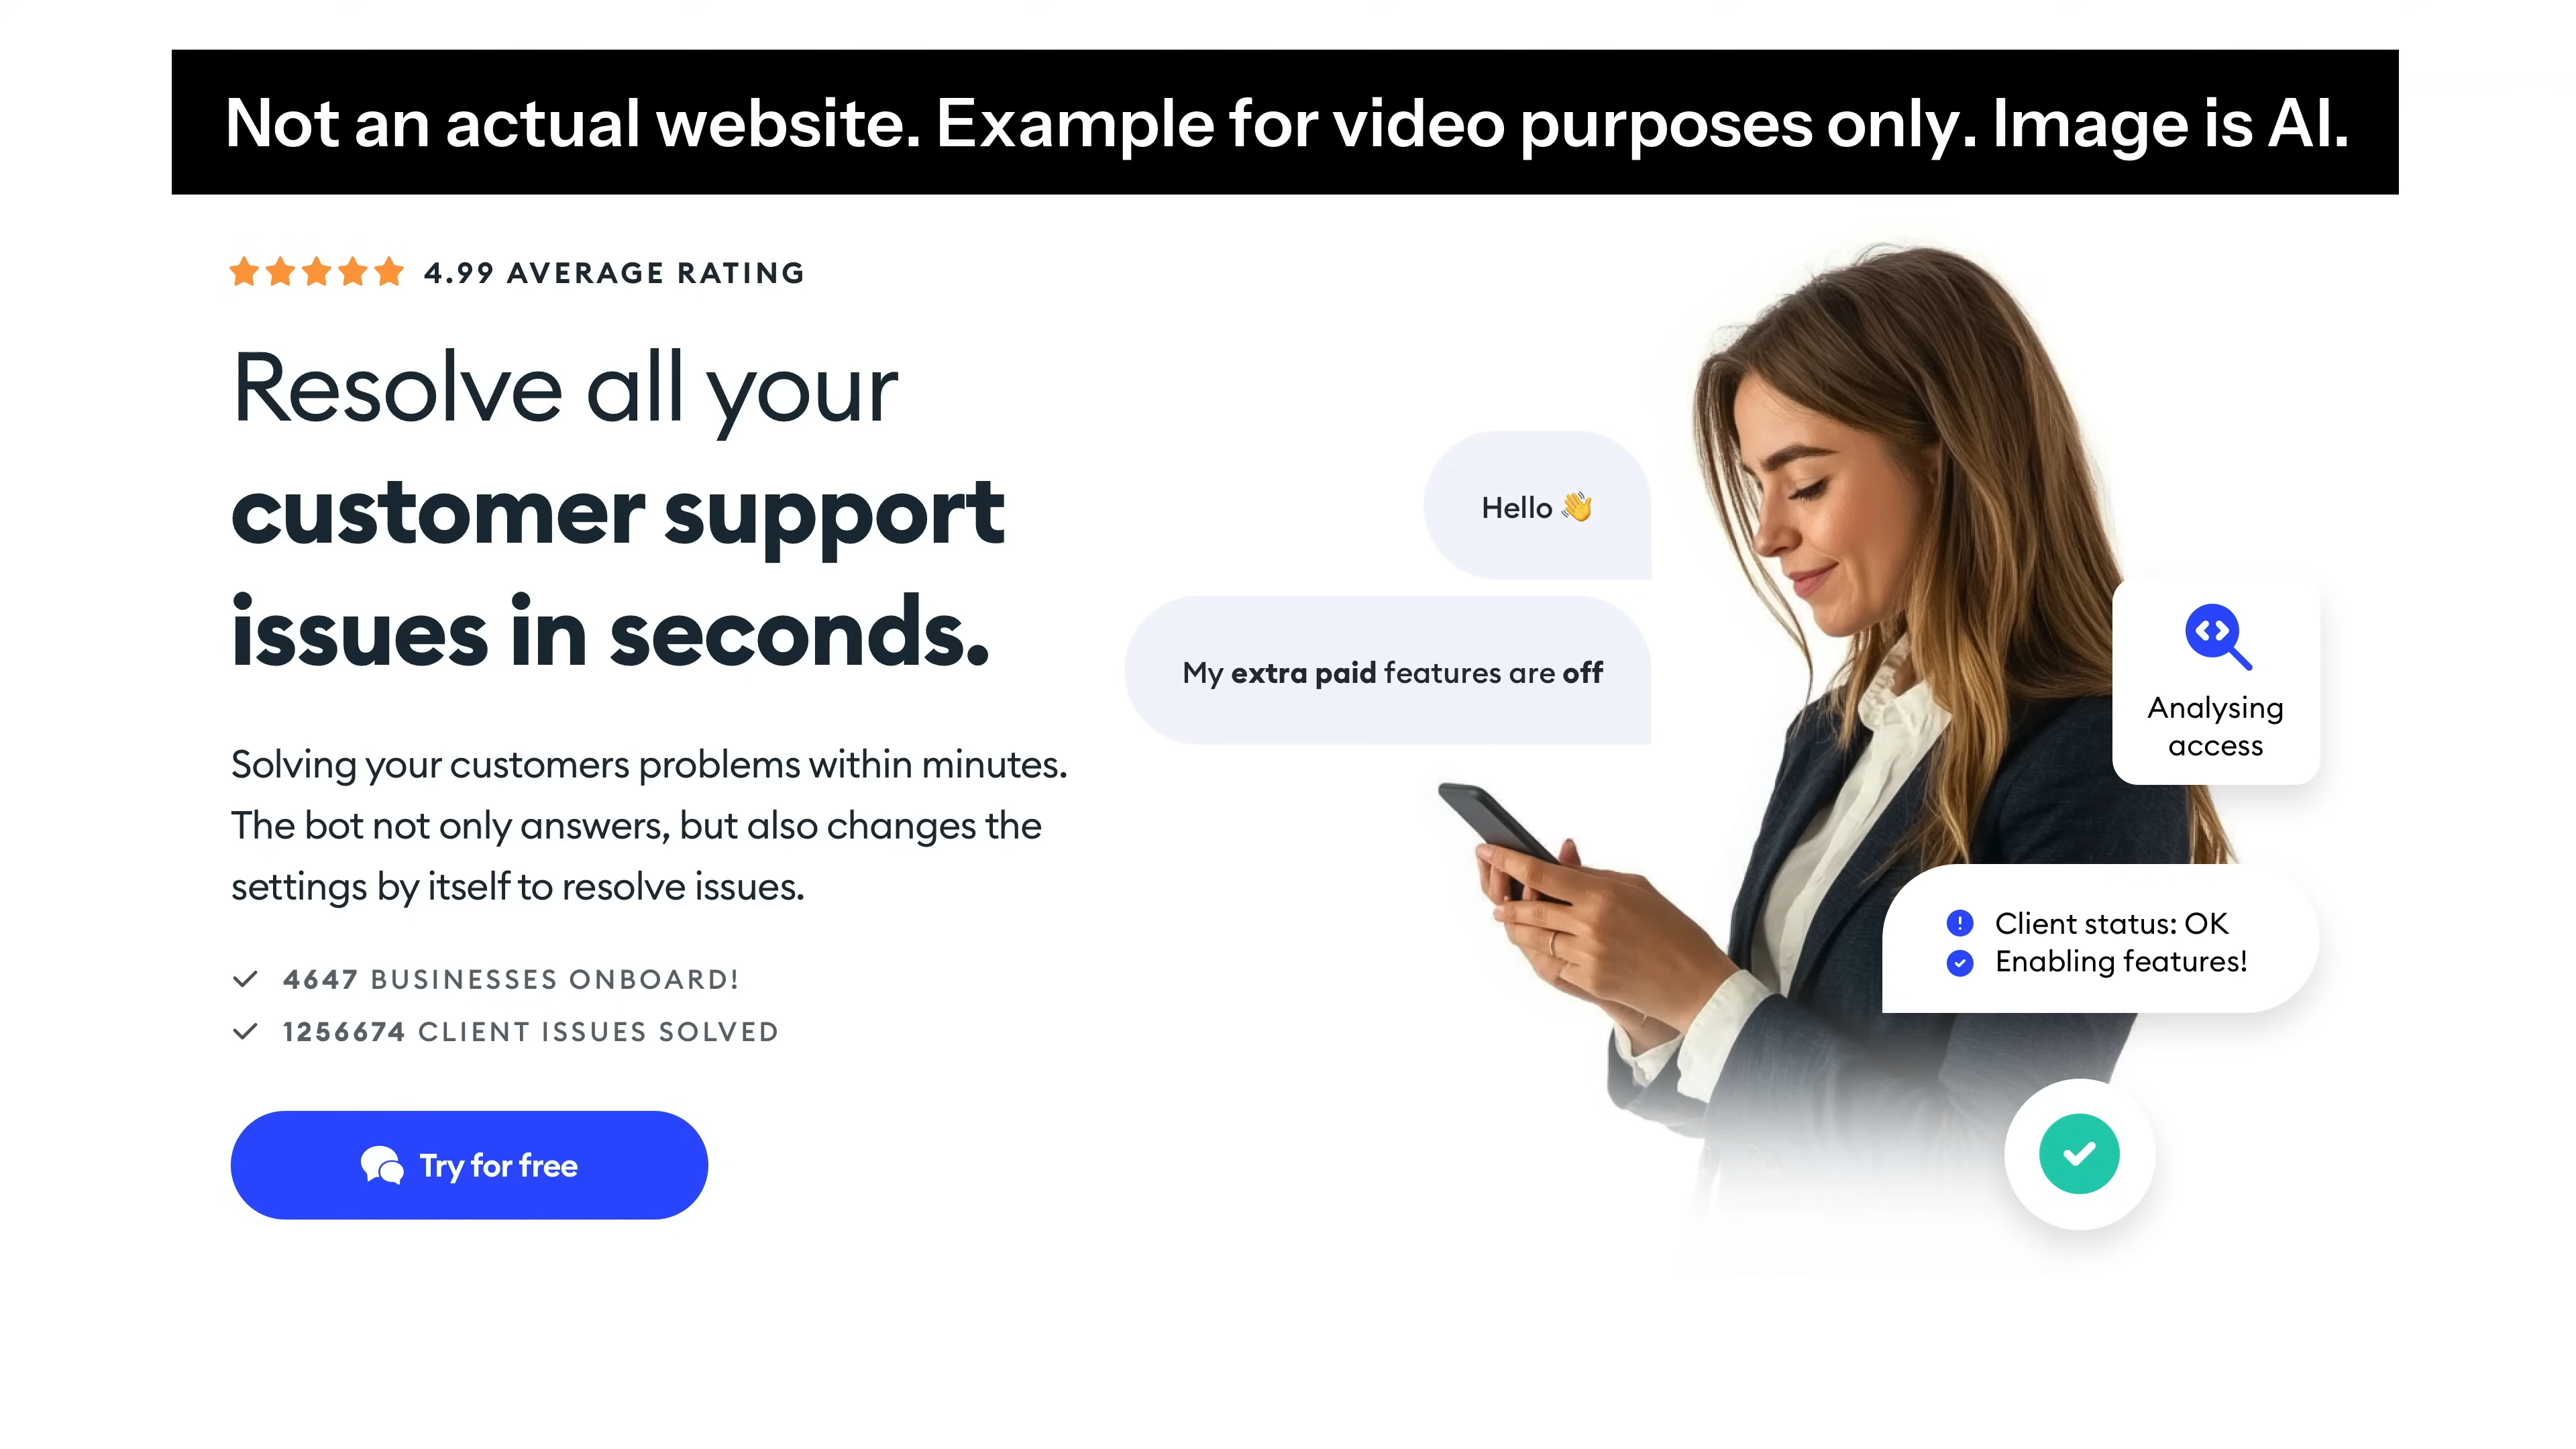 Not an actual website. Example for video purposes only. Image is AI.
4.99 AVERAGE RATING
Resolve all your
customer support
issues in seconds.
Solving your customers problems within minutes.
The bot not only answers, but also changes the
settings by itself to resolve issues.
4647 BUSINESSES ONBOARD!
1256674 CLIENT ISSUES SOLVED
Try for free
Hello 👋
My extra paid features are off
Analysing
access
Client status: OK
Enabling features!